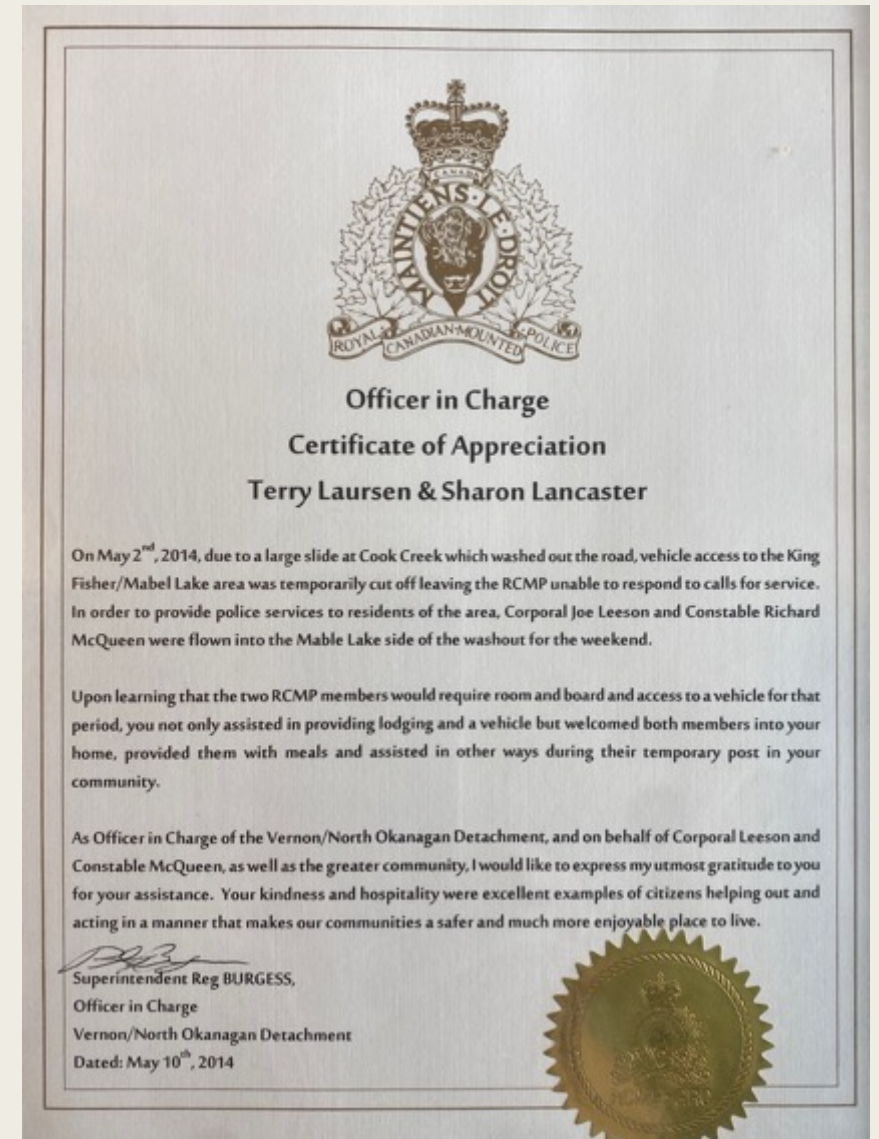 CANADA
MAINTIENS LE DROIT
ROYAL CANADIAN MOUNTED POLICE
Officer in Charge
Certificate of Appreciation
Terry Laursen & Sharon Lancaster
On May 2nd, 2014, due to a large slide at Cook Creek which washed out the road, vehicle access to the King
Fisher/Mabel Lake area was temporarily cut off leaving the RCMP unable to respond to calls for service.
In order to provide police services to residents of the area, Corporal Joe Leeson and Constable Richard
McQueen were flown into the Mable Lake side of the washout for the weekend.
Upon learning that the two RCMP members would require room and board and access to a vehicle for that
period, you not only assisted in providing lodging and a vehicle but welcomed both members into your
home, provided them with meals and assisted in other ways during their temporary post in your
community.
As Officer in Charge of the Vernon/North Okanagan Detachment, and on behalf of Corporal Leeson and
Constable McQueen, as well as the greater community, I would like to express my utmost gratitude to you
for your assistance. Your kindness and hospitality were excellent examples of citizens helping out and
acting in a manner that makes our communities a safer and much more enjoyable place to live.
Superintendent Reg BURGESS,
Officer in Charge
Vernon/North Okanagan Detachment
Dated: May 10th, 2014